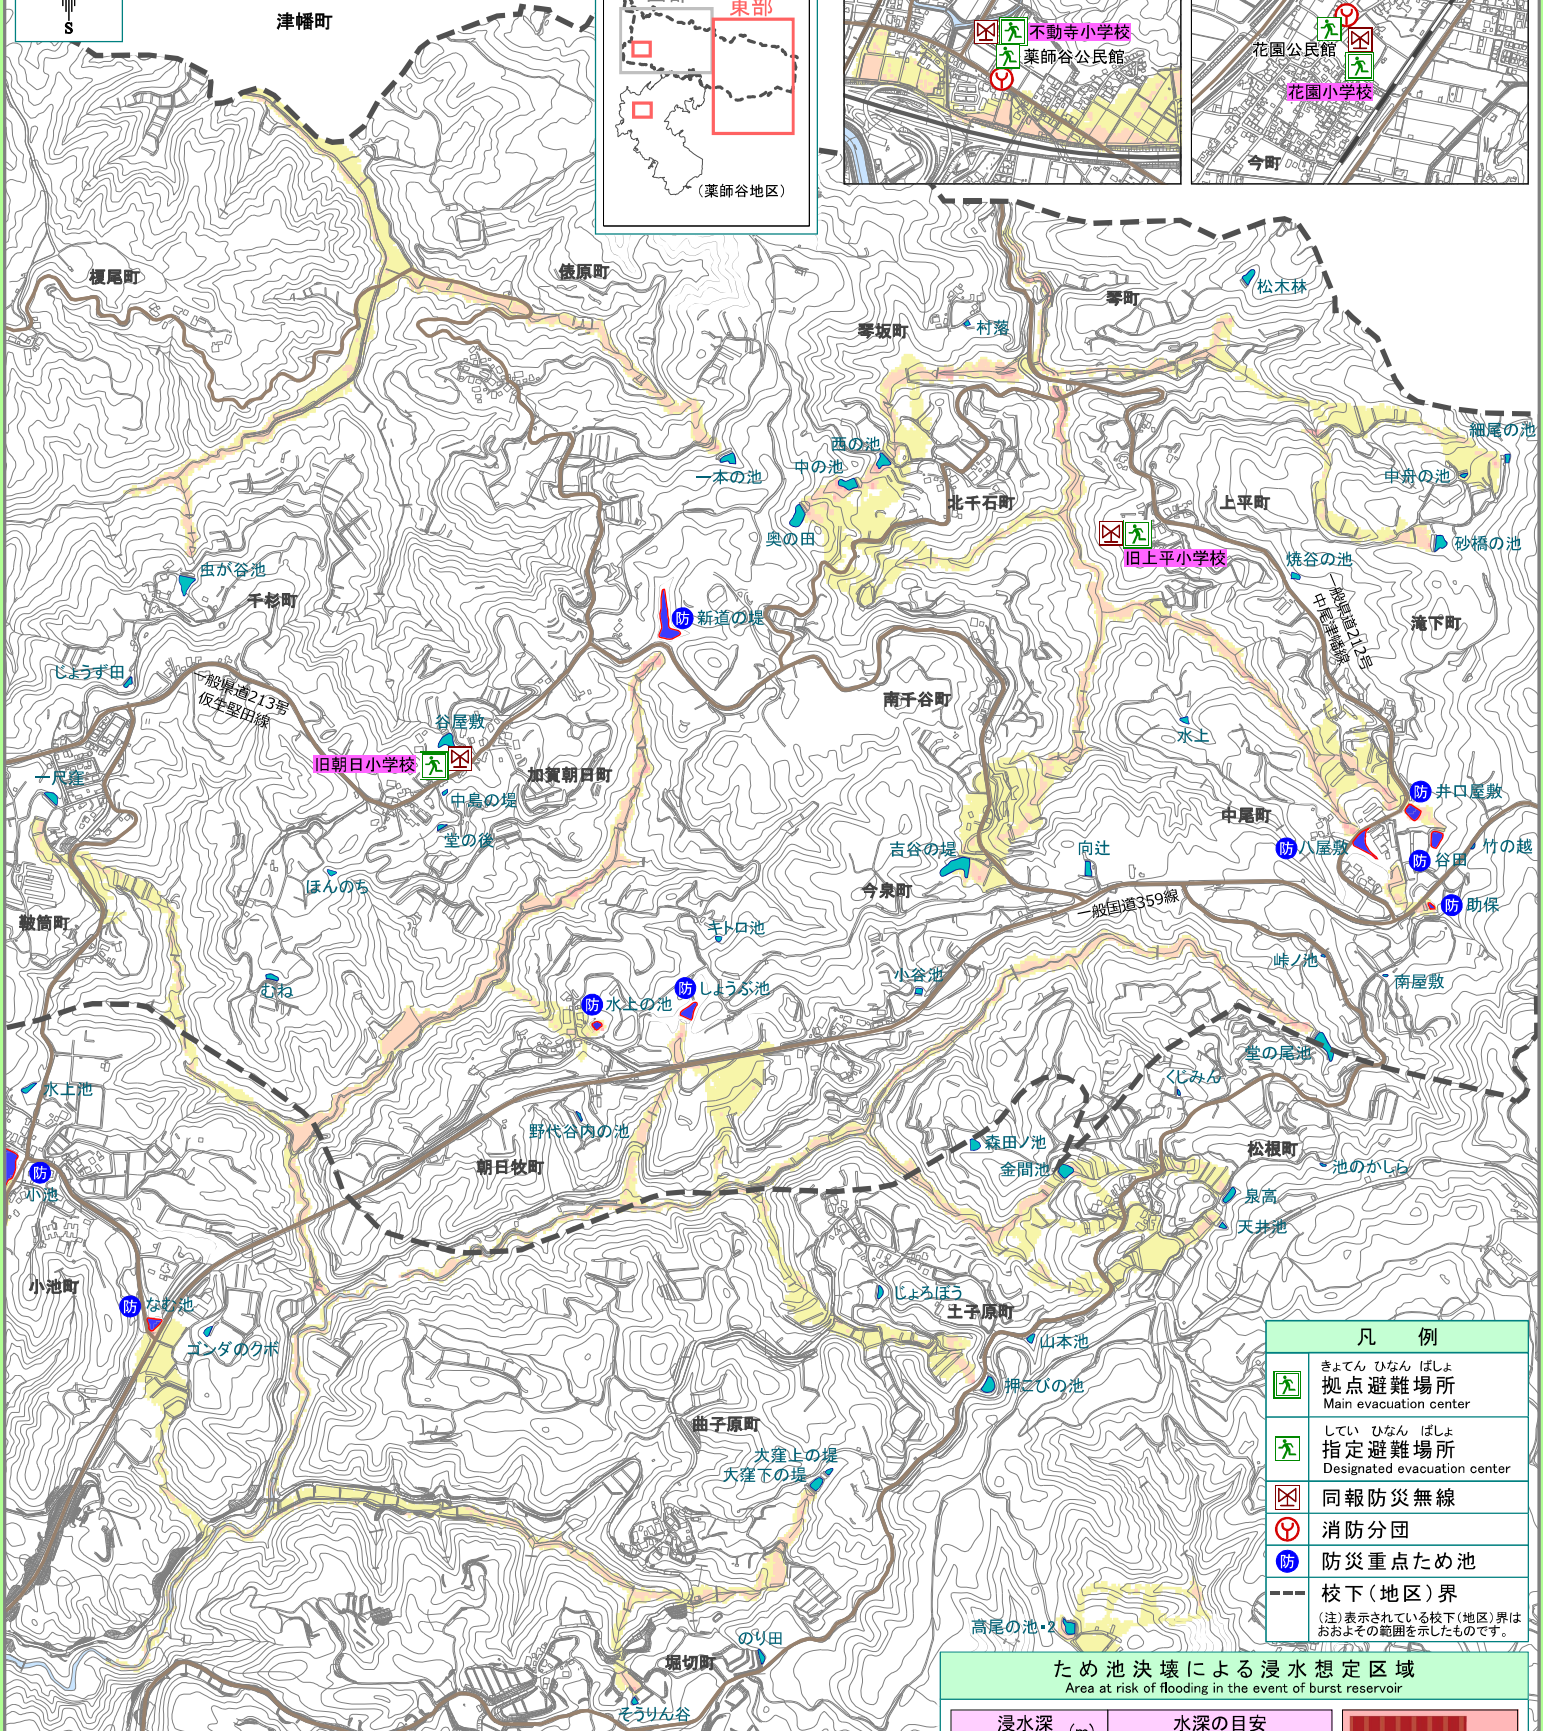 S
津幡町
東部
(薬師谷地区)
不動寺小学校
薬師谷公民館
花園公民館
花園小学校
今町
榎尾町
俵原町
琴坂町
村落
琴町
松木林
細尾の池
中舟の池
砂橋の池
西の池
中の池
一本の池
奥の田
北千石町
上平町
旧上平小学校
焼谷の池
一般県道212号
中尾津幡線
滝下町
虫が谷池
千杉町
防
新道の堤
じょうず田
一般県道213号
仮生堅田線
南千谷町
水上
谷屋敷
旧朝日小学校
加賀朝日町
一尺窪
中島の堤
堂の後
防
井口屋敷
中尾町
防
八屋敷
竹の越
防
谷田
吉谷の堤
向辻
ほんのち
今泉町
防
助保
一般国道359線
鞁筒町
キトロ池
峠ノ池
小谷池
南屋敷
むね
防
しょうぶ池
防
水上の池
堂の尾池
くじみん
水上池
野代谷内の池
森田ノ池
松根町
朝日牧町
金間池
池のかしら
防
小池
泉高
天井池
小池町
防
なむ池
じょろぼう
土子原町
ゴンダのクボ
山本池
押こびの池
曲子原町
大窪上の堤
大窪下の堤
高尾の池・2
のり田
堀切町
そうりん谷
凡例
きょてん ひなん ばしょ
拠点避難場所
Main evacuation center
してい ひなん ばしょ
指定避難場所
Designated evacuation center
同報防災無線
消防分団
防
防災重点ため池
校下(地区)界
(注)表示されている校下(地区)界は
おおよその範囲を示したものです。
ため池決壊による浸水想定区域
Area at risk of flooding in the event of burst reservoir
浸水深
水深の目安